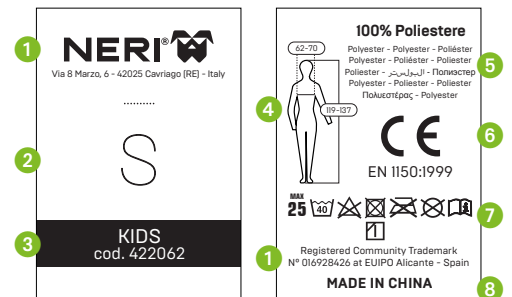 1
NERI®
Via 8 Marzo, 6 - 42025 Cavriago (RE) - Italy
............
2
S
3
KIDS
cod. 422062
100% Poliestere
Polyester - Polyester - Poliéster
Polyester - Poliéster - Polyester
Poliester - البوليستر - Полиэстер
Polyester - Poliester - Poliester
Πολυεστέρας - Polyester
5
62-70
4
119-137
CE
6
EN 1150:1999
MAX
25
40
7
1
1
Registered Community Trademark
N° 016928426 at EUIPO Alicante - Spain
MADE IN CHINA
8